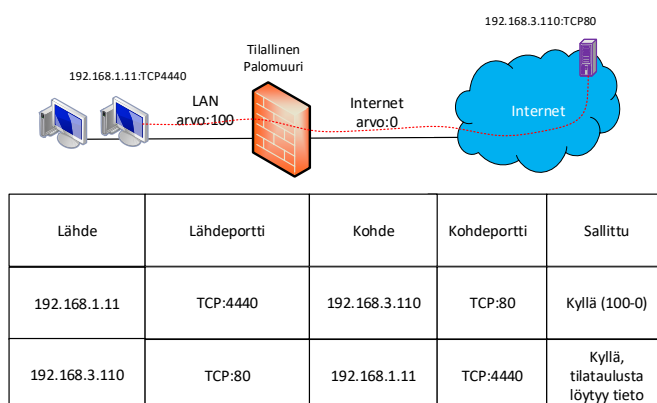 192.168.3.110:TCP80
Tilallinen
Palomuuri
192.168.1.11:TCP4440
LAN
arvo:100
Internet
arvo:0
Internet
Lähde
Lähdeportti
Kohde
Kohdeportti
Sallittu
192.168.1.11
TCP:4440
192.168.3.110
TCP:80
Kyllä (100-0)
192.168.3.110
TCP:80
192.168.1.11
TCP:4440
Kyllä,
tilataulusta
löytyy tieto